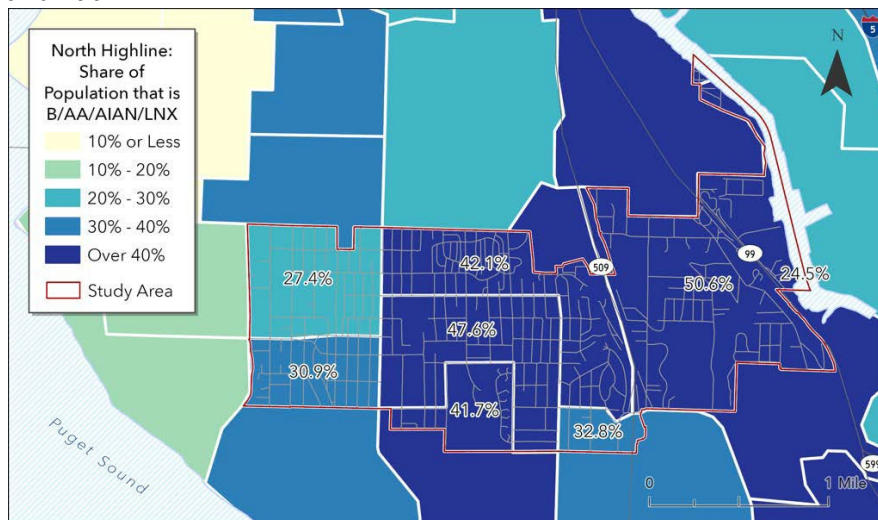 North Highline:
Share of
Population that is
B/AA/AIAN/LNX
10% or Less
10% - 20%
20% - 30%
30% - 40%
Over 40%
Study Area
N
5
27.4%
42.1%
509
99
50.6%
24.5%
47.6%
30.9%
41.7%
32.8%
Puget Sound
599
0 1 Mile